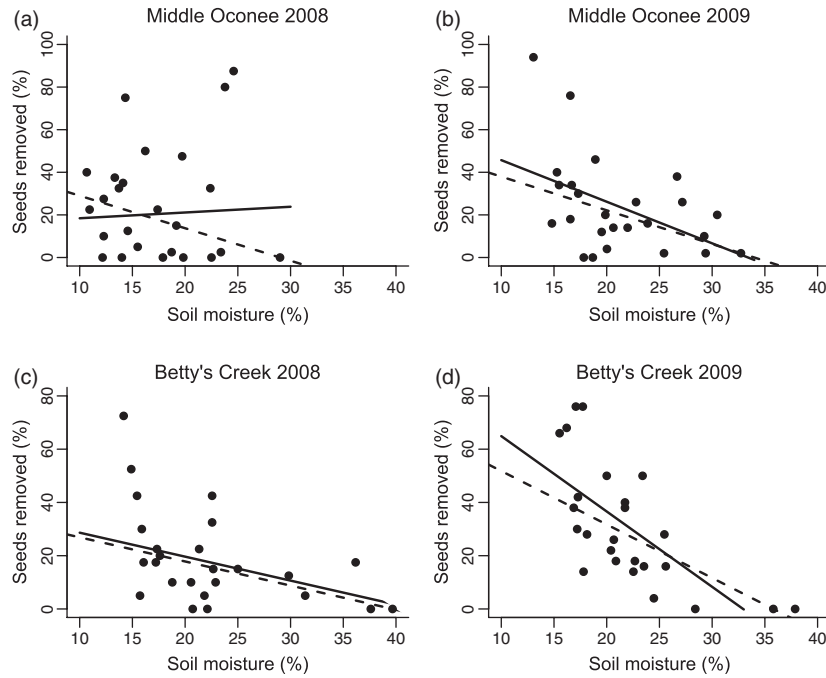 (a) Middle Oconee 2008
Seeds removed (%)
100
80
60
40
20
0
10 15 20 25 30 35 40
Soil moisture (%)
(b) Middle Oconee 2009
Seeds removed (%)
100
80
60
40
20
0
10 15 20 25 30 35 40
Soil moisture (%)
(c) Betty's Creek 2008
Seeds removed (%)
80
60
40
20
0
10 15 20 25 30 35 40
Soil moisture (%)
(d) Betty's Creek 2009
Seeds removed (%)
80
60
40
20
0
10 15 20 25 30 35 40
Soil moisture (%)